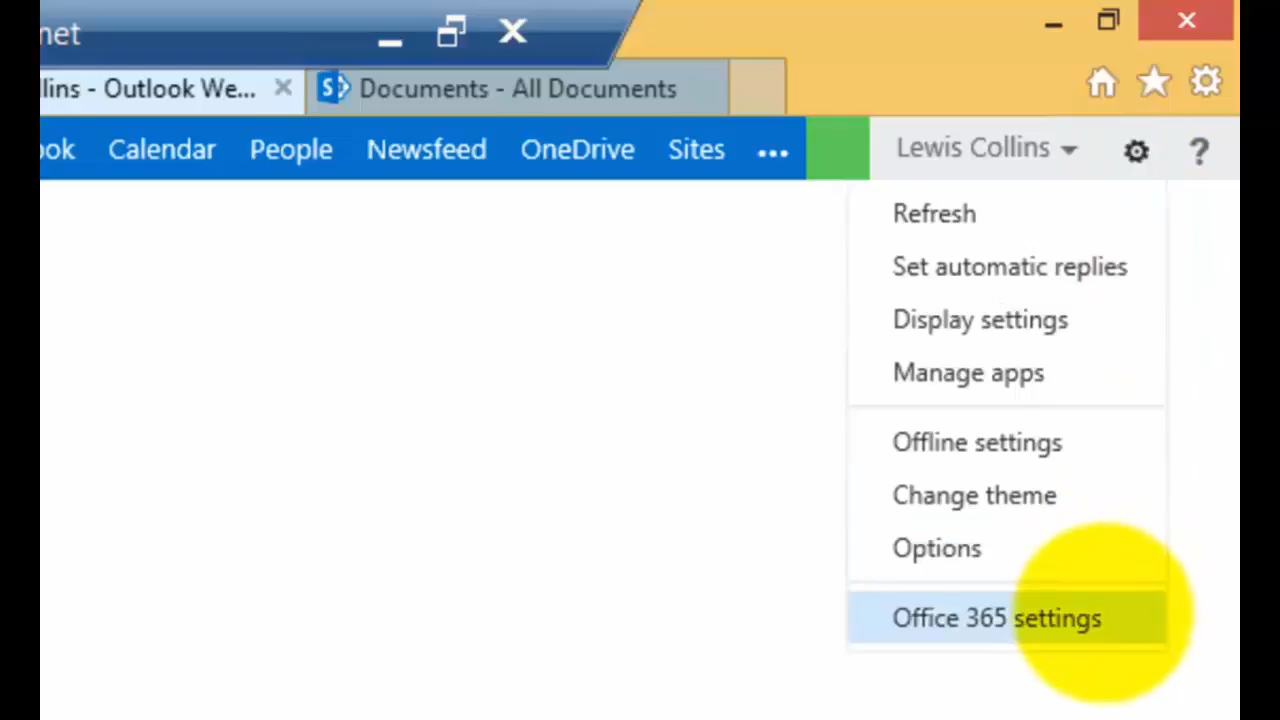 net
llins - Outlook We...
Documents - All Documents
ook Calendar People Newsfeed OneDrive Sites ... Lewis Collins ?
Refresh
Set automatic replies
Display settings
Manage apps
Offline settings
Change theme
Options
Office 365 settings